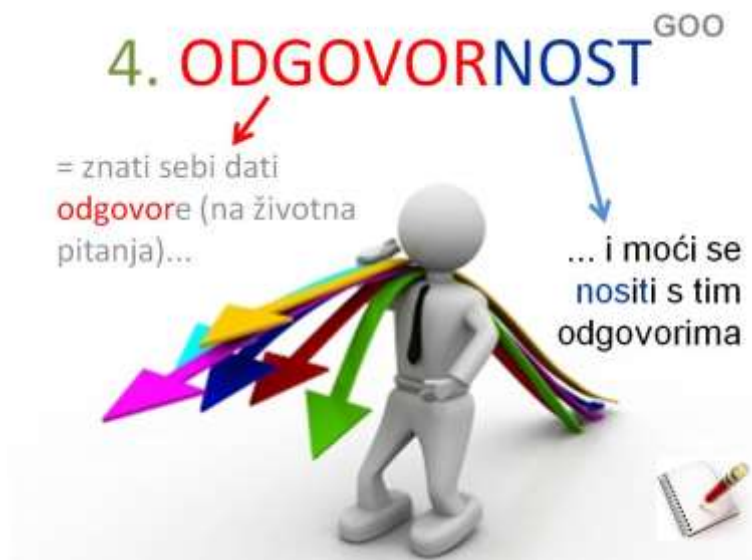 4. ODGOVORNOST
GOO
= znati sebi dati
odgovore (na životna
pitanja)...
... i moći se
nositi s tim
odgovorima